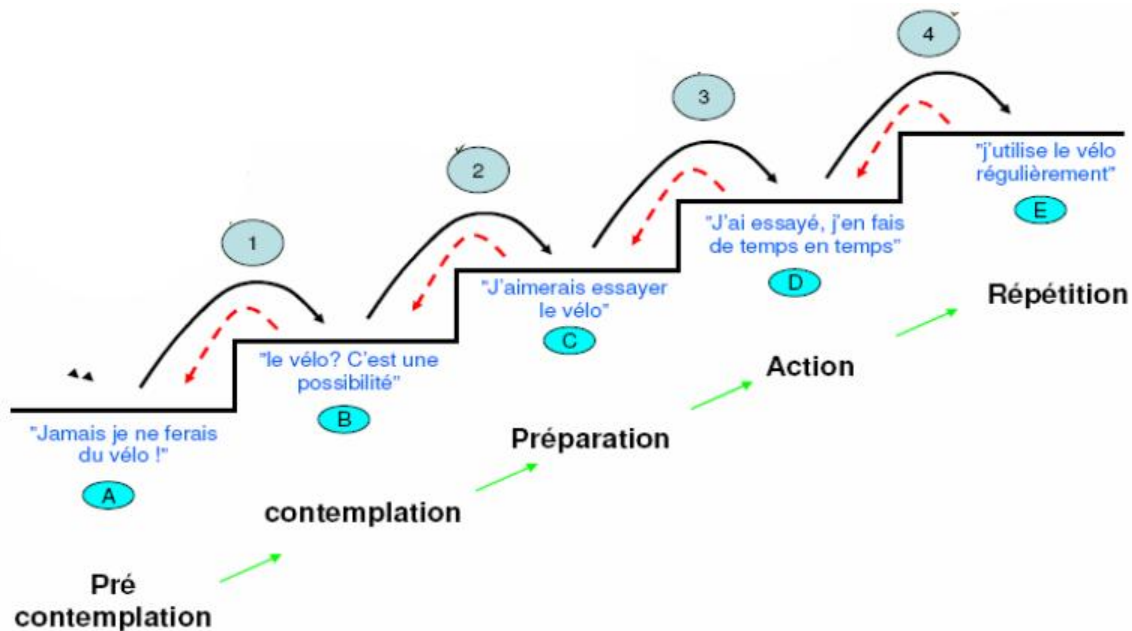 4
3
2
1
"j'utilise le vélo
régulièrement"
E
"J'ai essayé, j'en fais
de temps en temps"
D
"J'aimerais essayer
le vélo"
C
"le vélo? C'est une
possibilité"
B
"Jamais je ne ferais
du vélo !"
A
Répétition
Action
Préparation
contemplation
Pré
contemplation